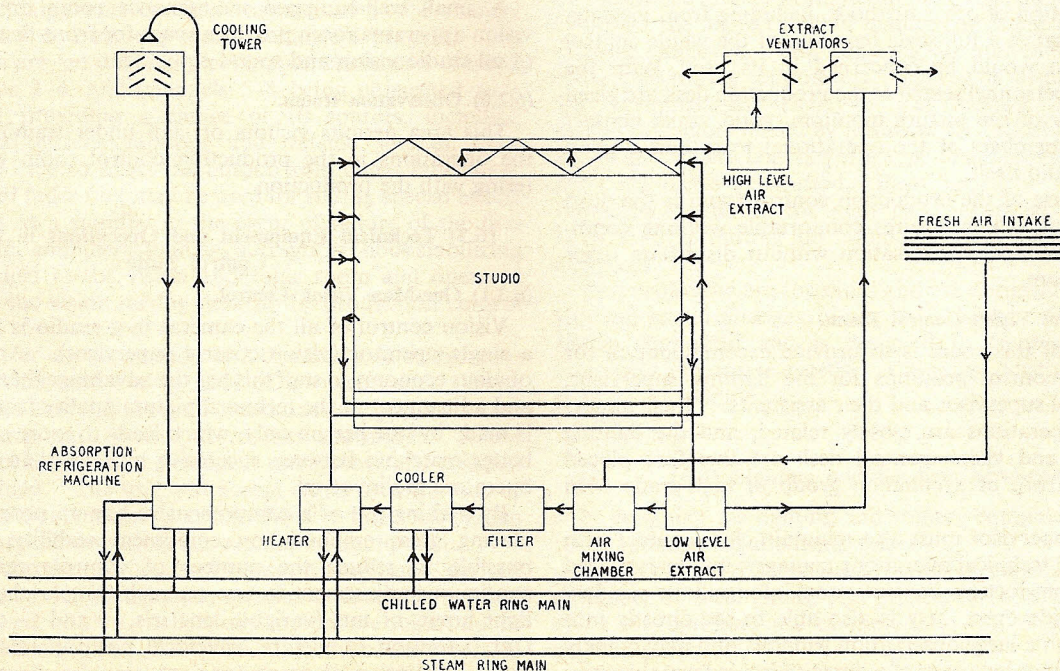 COOLING
TOWER
EXTRACT
VENTILATORS
HIGH LEVEL
AIR
EXTRACT
FRESH AIR INTAKE
STUDIO
ABSORPTION
REFRIGERATION
MACHINE
COOLER
HEATER
FILTER
AIR
MIXING
CHAMBER
LOW LEVEL
AIR
EXTRACT
CHILLED WATER RING MAIN
STEAM RING MAIN